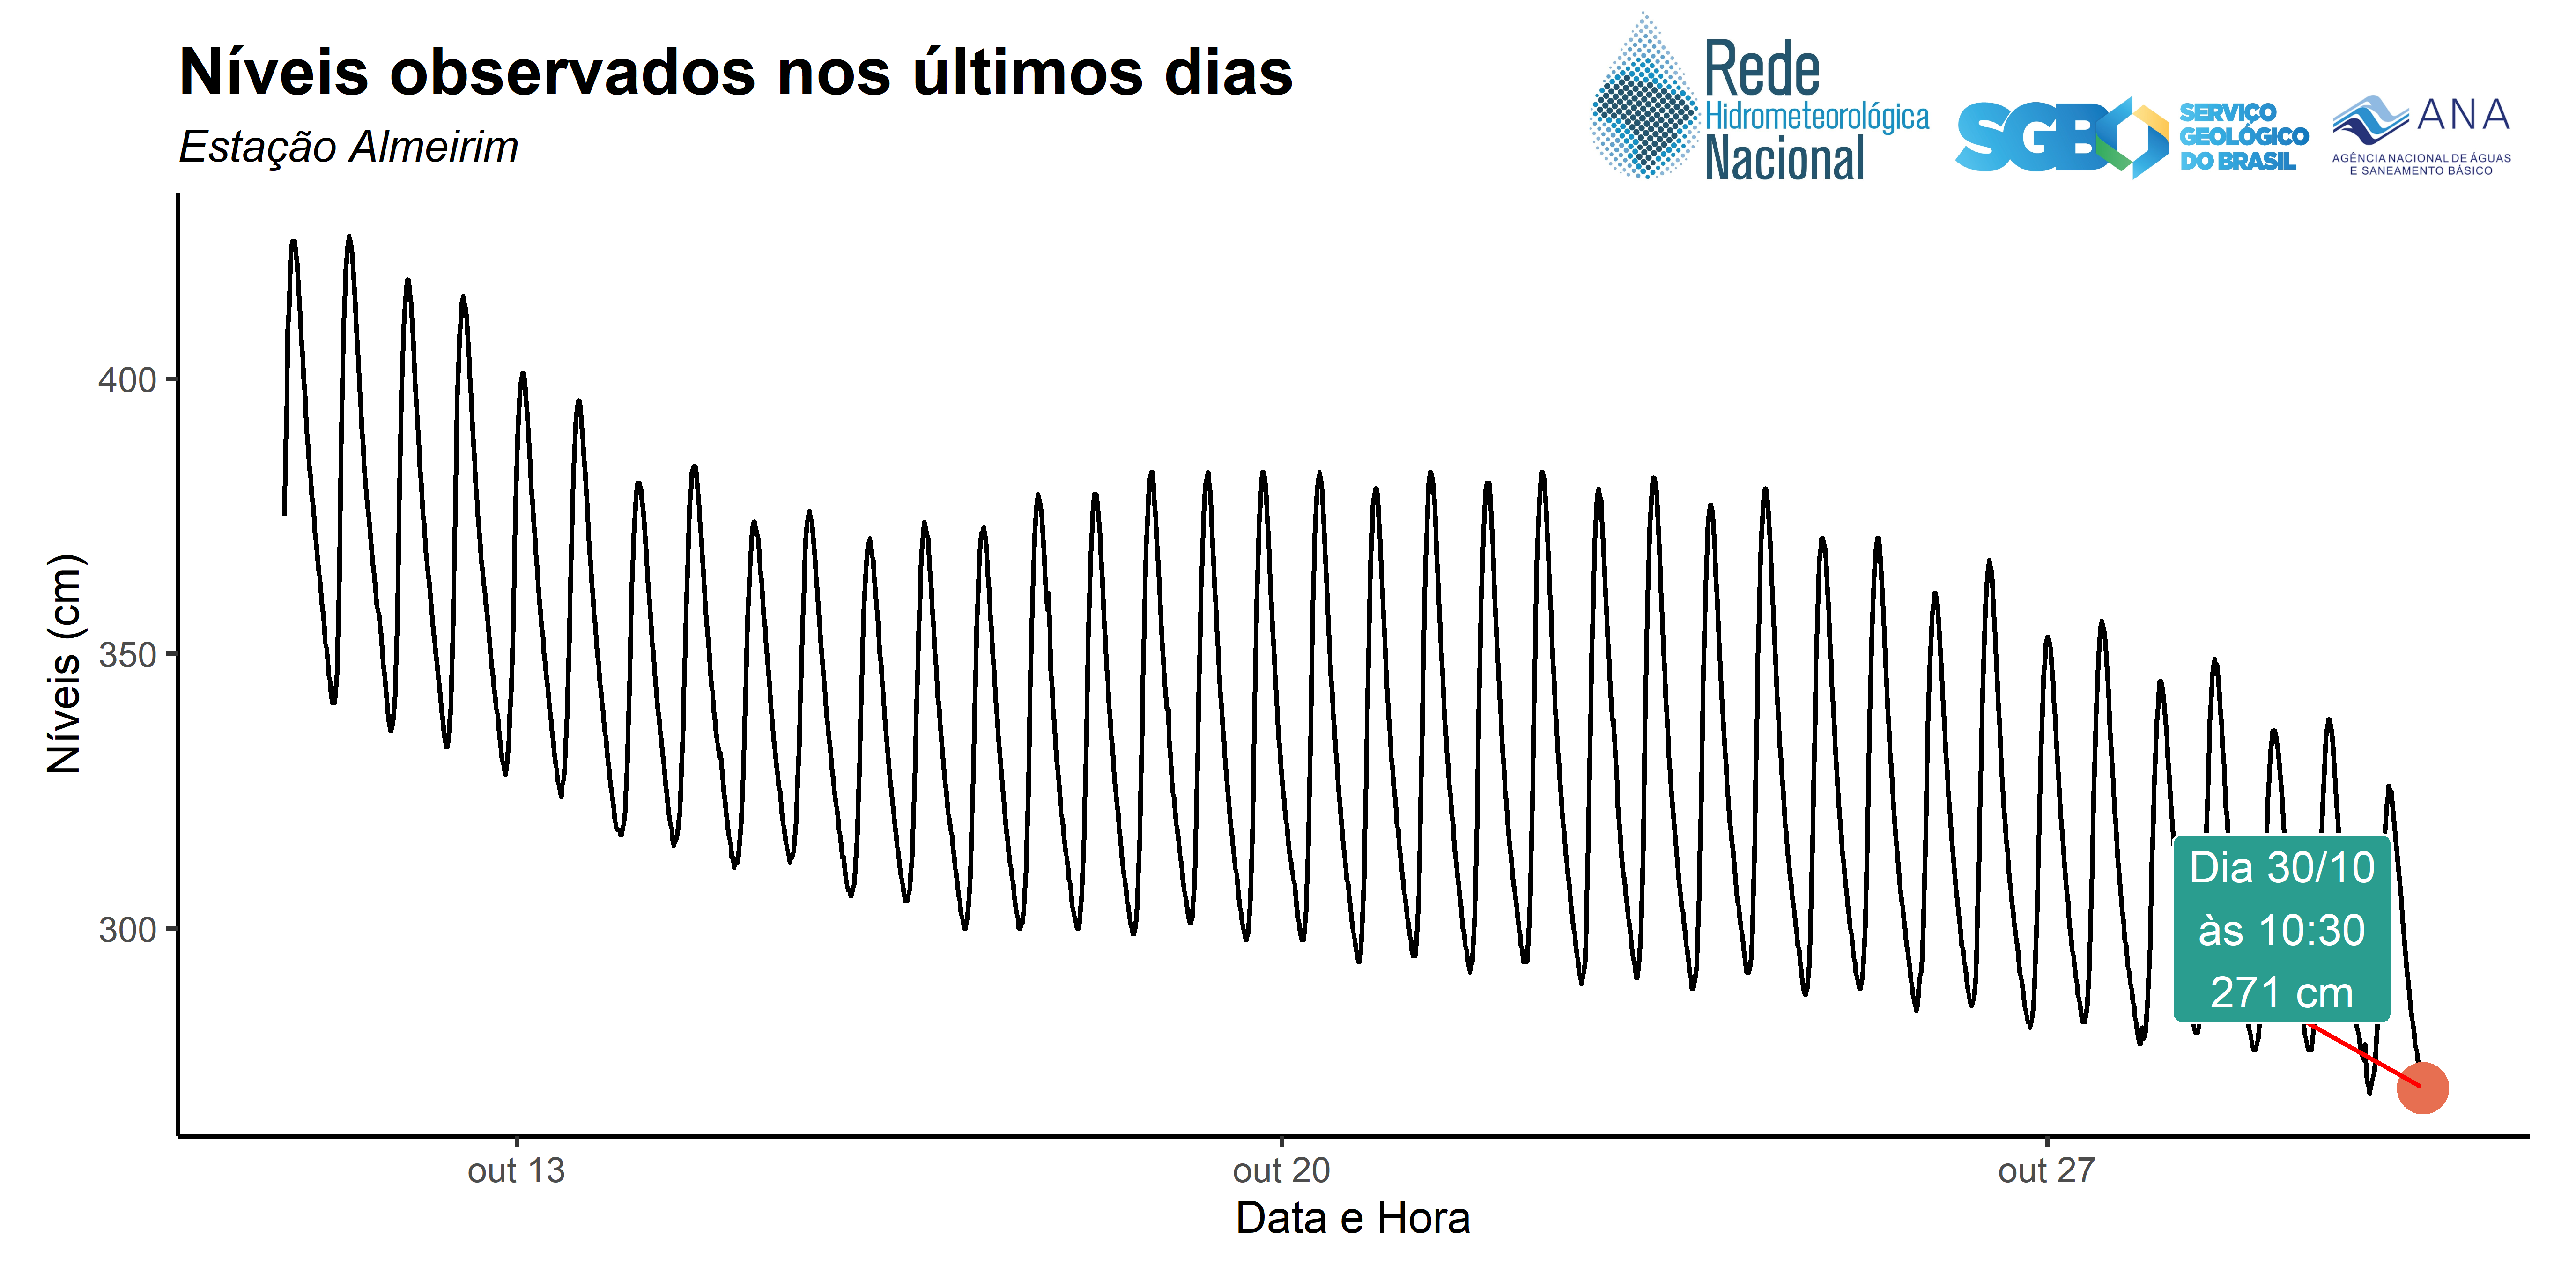 Níveis observados nos últimos dias
Estação Almeirim
Rede
Hidrometeorológica
Nacional
SGB
SERVIÇO
GEOLÓGICO
DO BRASIL
ANA
AGÊNCIA NACIONAL DE ÁGUAS
E SANEAMENTO BÁSICO
Níveis (cm)
400
350
300
Dia 30/10
às 10:30
271 cm
out 13
out 20
out 27
Data e Hora